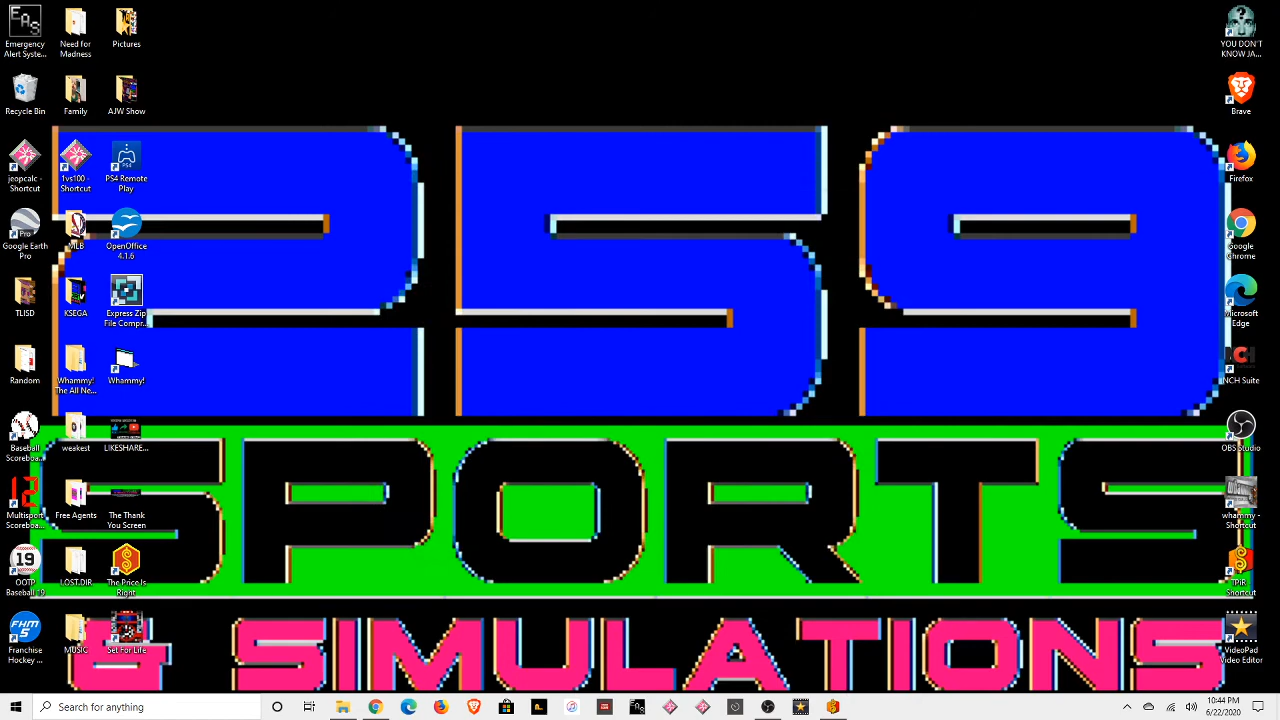 Emergency
Alert Syste...
Need for
Madness
Pictures
Recycle Bin
Family
AJW Show
jeopcalc -
Shortcut
1vs100 -
Shortcut
PS4 Remote
Play
Google Earth
Pro
MLB
OpenOffice
4.1.6
TLISD
KSEGA
Express Zip
File Compr...
Random
Whammy!
The All Ne...
Whammy!
Baseball
Scoreboa...
weakest
LIKESHARE...
Multisport
Scoreboa...
Free Agents
The Thank
You Screen
OOTP
Baseball 19
LOST.DIR
The Price Is
Right
Franchise
Hockey ...
MUSIC
Set For Life
259
SPORTS
& SIMULATIONS
YOU DON'T
KNOW JA...
Brave
Firefox
Google
Chrome
Microsoft
Edge
NCH Suite
OBS Studio
whammy -
Shortcut
TPiR
Shortcut
VideoPad
Video Editor
Search for anything
10:44 PM
6/22/2020